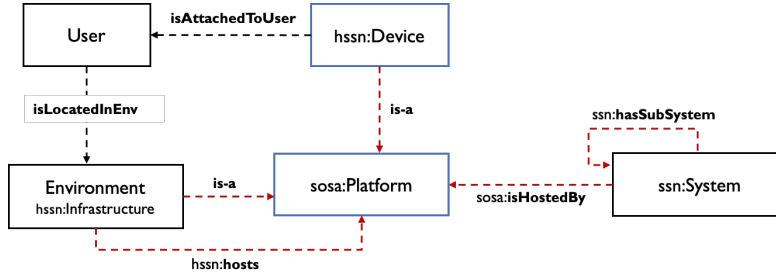 isAttachedToUser
User
hssn:Device
isLocatedInEnv
is-a
ssn:hasSubSystem
Environment
hssn:Infrastructure
is-a
sosa:Platform
sosa:isHostedBy
ssn:System
hssn:hosts